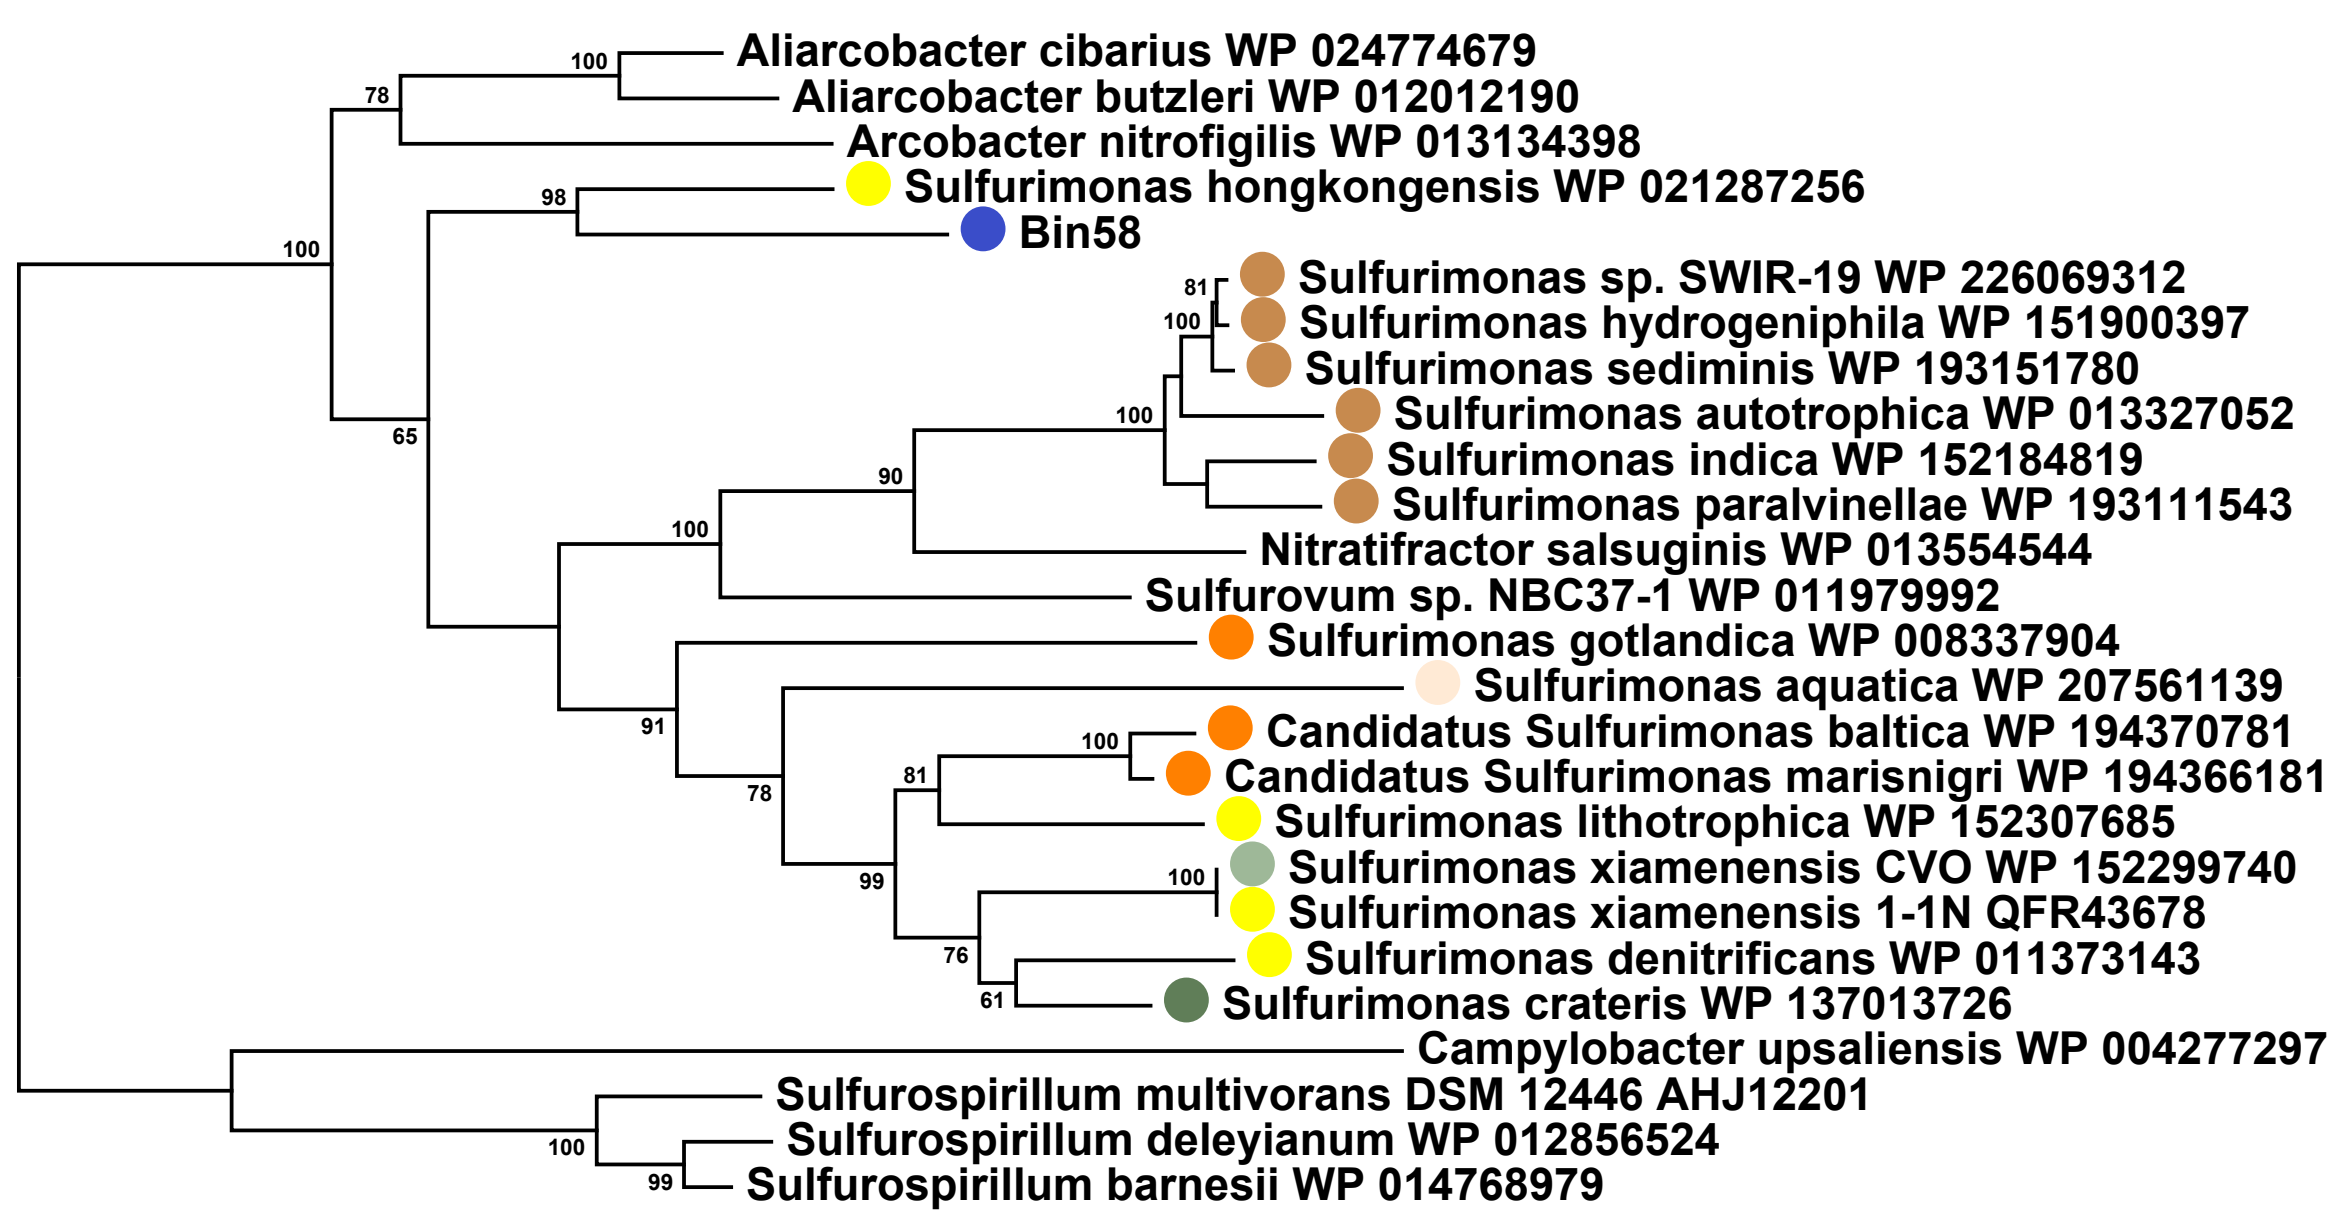 Aliarcobacter cibarius WP 024774679
100
Aliarcobacter butzleri WP 012012190
78
Arcobacter nitrofigilis WP 013134398
Sulfurimonas hongkongensis WP 021287256
98
Bin58
100
Sulfurimonas sp. SWIR-19 WP 226069312
81
Sulfurimonas hydrogeniphila WP 151900397
100
Sulfurimonas sediminis WP 193151780
Sulfurimonas autotrophica WP 013327052
100
65
Sulfurimonas indica WP 152184819
90
Sulfurimonas paralvinellae WP 193111543
100
Nitratifractor salsuginis WP 013554544
Sulfurovum sp. NBC37-1 WP 011979992
Sulfurimonas gotlandica WP 008337904
Sulfurimonas aquatica WP 207561139
91
Candidatus Sulfurimonas baltica WP 194370781
100
Candidatus Sulfurimonas marisnigri WP 194366181
81
78
Sulfurimonas lithotrophica WP 152307685
Sulfurimonas xiamenensis CVO WP 152299740
100
99
Sulfurimonas xiamenensis 1-1N QFR43678
Sulfurimonas denitrificans WP 011373143
76
Sulfurimonas crateris WP 137013726
61
Campylobacter upsaliensis WP 004277297
Sulfurospirillum multivorans DSM 12446 AHJ12201
Sulfurospirillum deleyianum WP 012856524
100
Sulfurospirillum barnesii WP 014768979
99